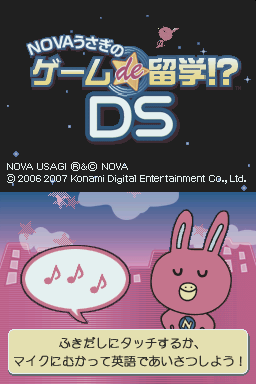 NOVAうさぎの
ゲームde留学!?
DS
NOVA USAGI ®&© NOVA
© 2006 2007 Konami Digital Entertainment Co., Ltd.
N
ふきだしにタッチするか、
マイクにむかって英語であいさつしよう!